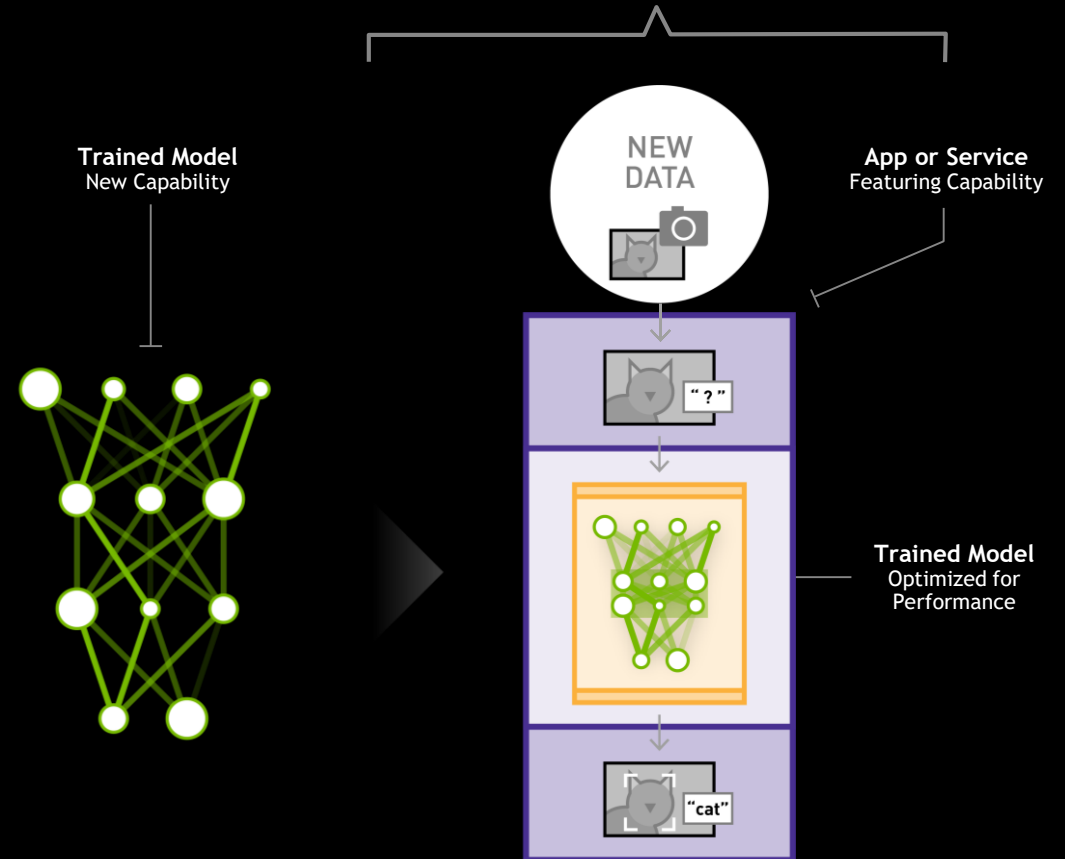 Trained Model
New Capability
NEW
DATA
App or Service
Featuring Capability
“ ? ”
Trained Model
Optimized for
Performance
“cat”